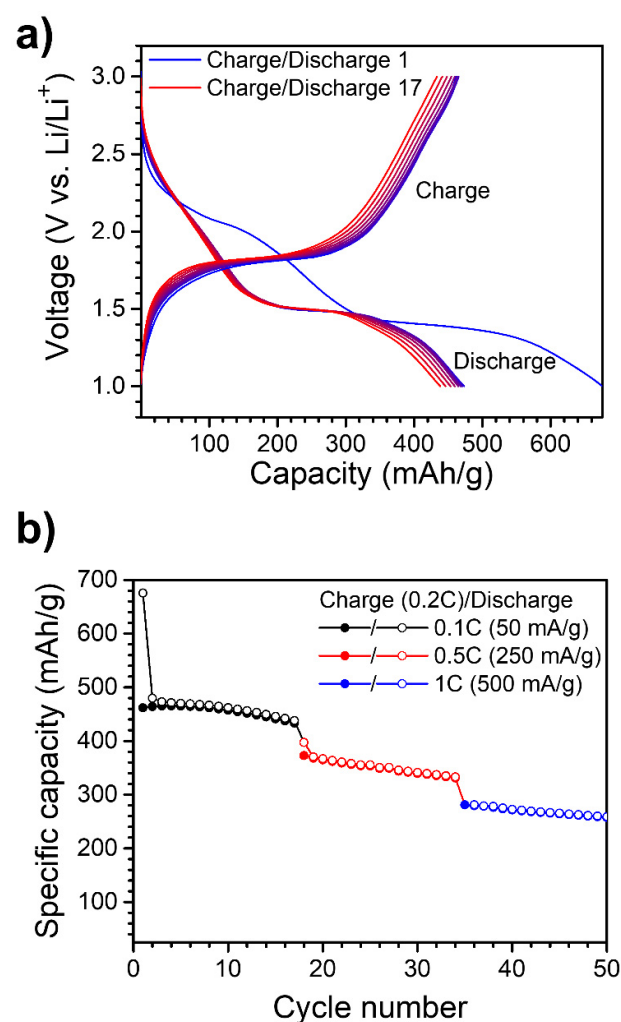 a)
Charge/Discharge 1
Charge/Discharge 17
3.0
2.5
2.0
1.5
1.0
Voltage (V vs. Li/Li⁺)
Charge
Discharge
100 200 300 400 500 600
Capacity (mAh/g)
b)
700
600
500
400
300
200
100
Specific capacity (mAh/g)
Charge (0.2C)/Discharge
/ 0.1C (50 mA/g)
/ 0.5C (250 mA/g)
/ 1C (500 mA/g)
0 10 20 30 40 50
Cycle number